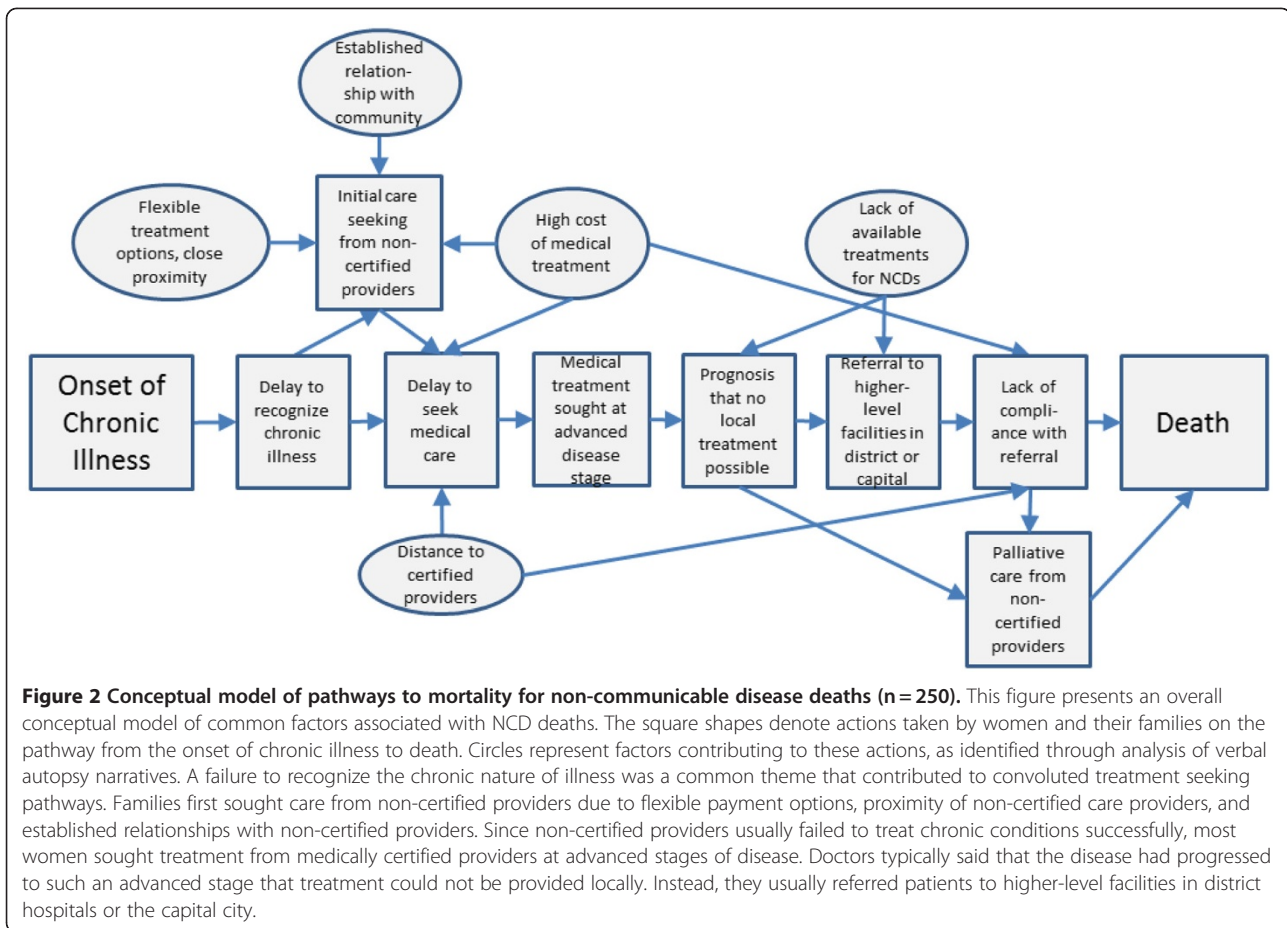 Established
relation-
ship with
community
Flexible
treatment
options, close
proximity
Initial care
seeking
from non-
certified
providers
High cost
of medical
treatment
Lack of
available
treatments
for NCDs
Onset of
Chronic
Illness
Delay to
recognize
chronic
illness
Delay to
seek
medical
care
Medical
treatment
sought at
advanced
disease
stage
Prognosis
that no
local
treatment
possible
Referral to
higher-
level
facilities in
district or
capital
Lack of
compli-
ance with
referral
Death
Distance to
certified
providers
Palliative
care from
non-
certified
providers
Figure 2 Conceptual model of pathways to mortality for non-communicable disease deaths (n = 250). This figure presents an overall
conceptual model of common factors associated with NCD deaths. The square shapes denote actions taken by women and their families on the
pathway from the onset of chronic illness to death. Circles represent factors contributing to these actions, as identified through analysis of verbal
autopsy narratives. A failure to recognize the chronic nature of illness was a common theme that contributed to convoluted treatment seeking
pathways. Families first sought care from non-certified providers due to flexible payment options, proximity of non-certified care providers, and
established relationships with non-certified providers. Since non-certified providers usually failed to treat chronic conditions successfully, most
women sought treatment from medically certified providers at advanced stages of disease. Doctors typically said that the disease had progressed
to such an advanced stage that treatment could not be provided locally. Instead, they usually referred patients to higher-level facilities in district
hospitals or the capital city.